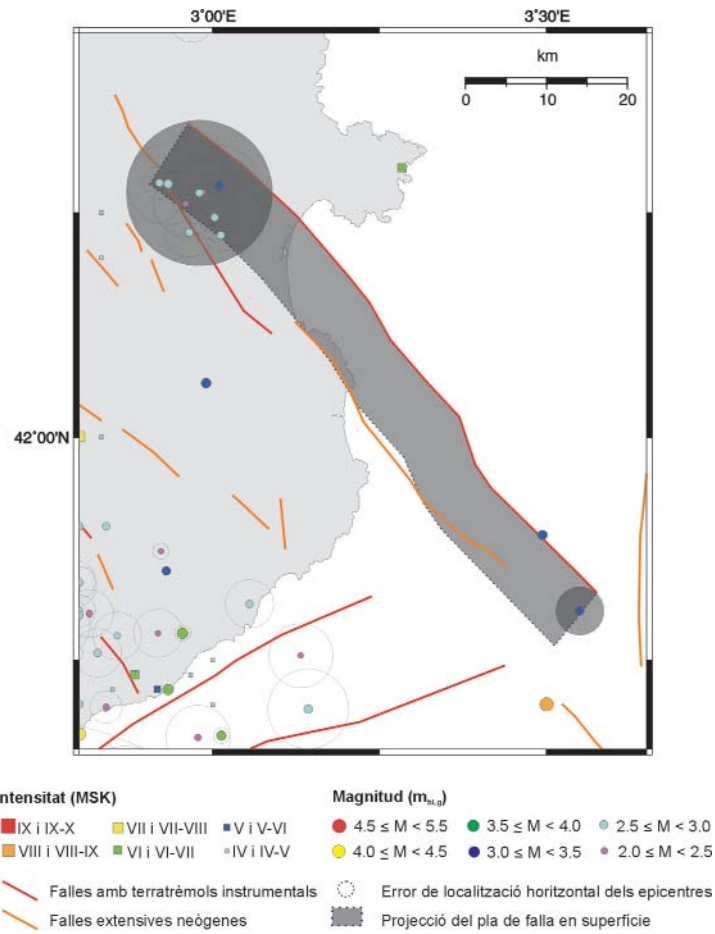 3°00'E 3°30'E
km
0 10 20
42°00'N
ntensitat (MSK) Magnitud (m_bLg)
IX i IX-X VII i VII-VIII V i V-VI 4.5 ≤ M < 5.5 3.5 ≤ M < 4.0 2.5 ≤ M < 3.0
VIII i VIII-IX VI i VI-VII IV i IV-V 4.0 ≤ M < 4.5 3.0 ≤ M < 3.5 2.0 ≤ M < 2.5
Falles amb terratrèmols instrumentals Error de localització horitzontal dels epicentres
Falles extensives neògenes Projecció del pla de falla en superfície